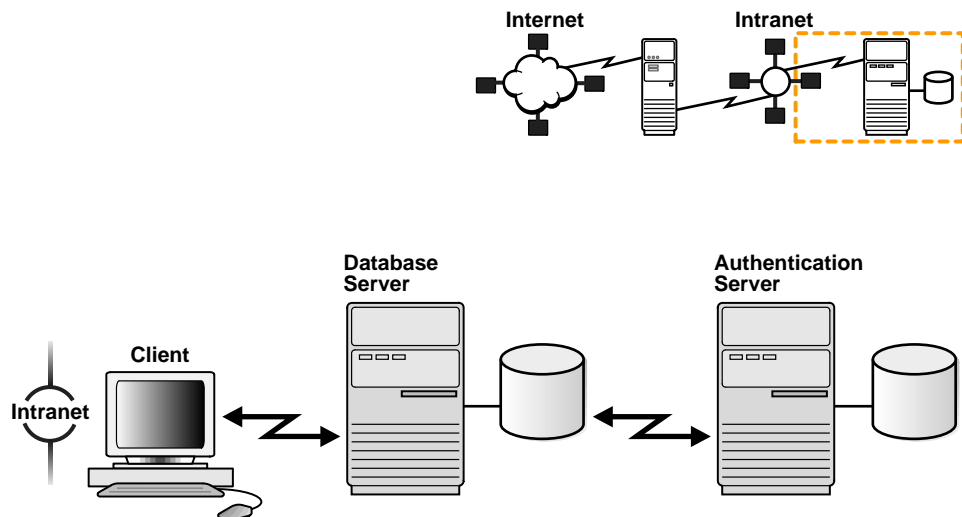 Internet
Intranet
Database
Server
Authentication
Server
Client
Intranet